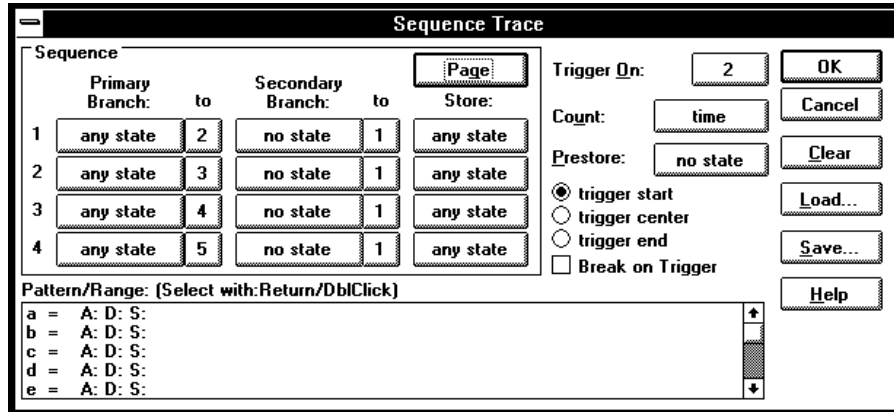 Sequence Trace
Sequence
Page
Primary Branch: to Secondary Branch: to Store:
1 any state 2 no state 1 any state
2 any state 3 no state 1 any state
3 any state 4 no state 1 any state
4 any state 5 no state 1 any state
Trigger On: 2
Count: time
Prestore: no state
trigger start
trigger center
trigger end
Break on Trigger
OK
Cancel
Clear
Load...
Save...
Help
Pattern/Range: (Select with:Return/DblClick)
a = A: D: S:
b = A: D: S:
c = A: D: S:
d = A: D: S:
e = A: D: S: